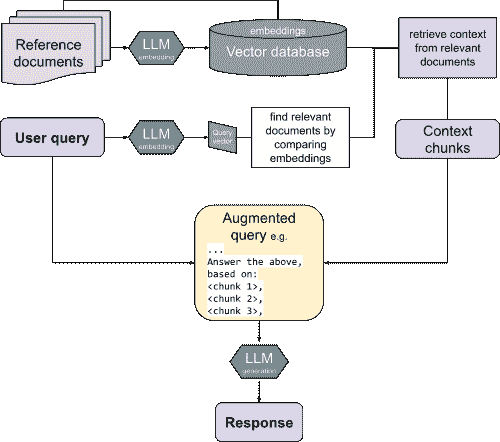 Reference
documents
LLM
embedding
embeddings
Vector database
retrieve context
from relevant
documents
User query
LLM
embedding
Query
vector
find relevant
documents by
comparing
embeddings
Context
chunks
Augmented
query e.g.
...
Answer the above,
based on:
<chunk 1>,
<chunk 2>,
<chunk 3>,
LLM
generation
Response